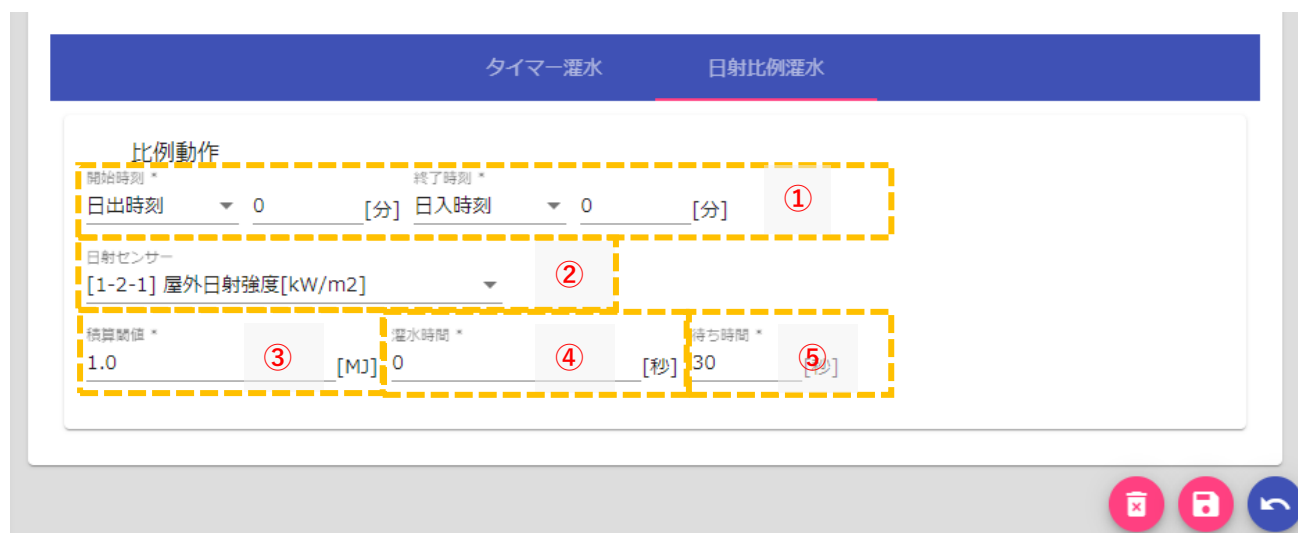 タイマー灌水 日射比例灌水
比例動作
開始時刻 * 終了時刻 *
日出時刻 0 [分] 日入時刻 0 [分] ①
日射センサー
[1-2-1] 屋外日射強度[kW/m2] ②
積算閾値 * 灌水時間 * 待ち時間 *
1.0 [MJ] ③ 0 [秒] ④ 30 [秒] ⑤